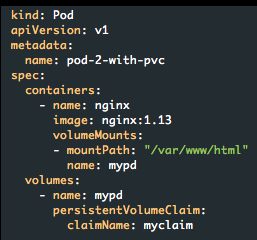 kind: Pod
apiVersion: v1
metadata:
  name: pod-2-with-pvc
spec:
  containers:
    - name: nginx
      image: nginx:1.13
      volumeMounts:
      - mountPath: "/var/www/html"
        name: mypd
  volumes:
    - name: mypd
      persistentVolumeClaim:
        claimName: myclaim